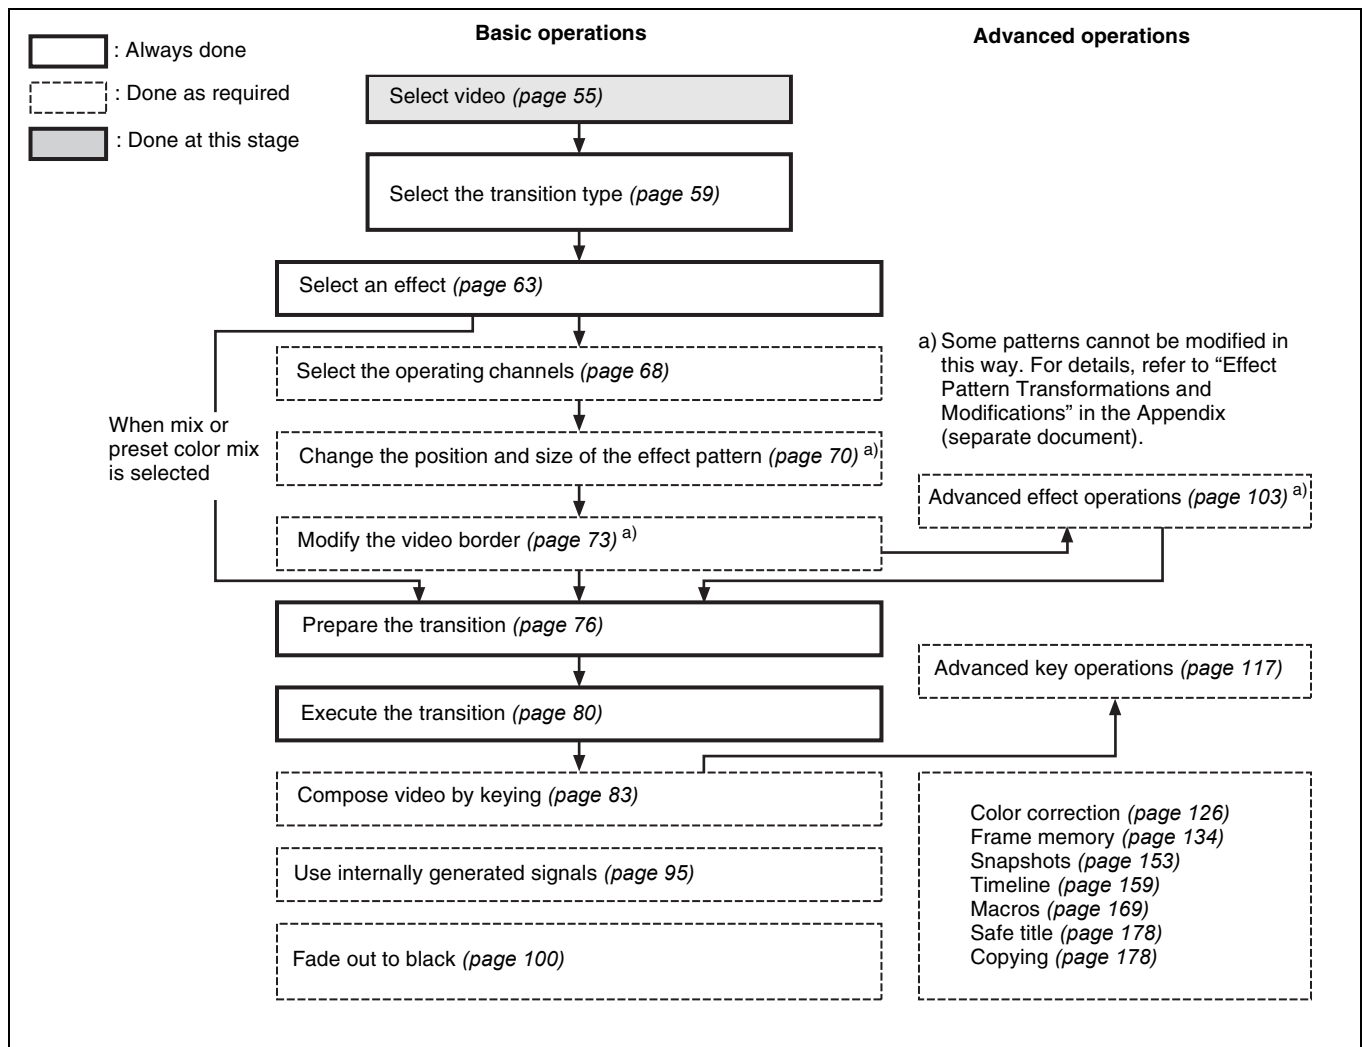 Basic operations
Advanced operations
: Always done
: Done as required
: Done at this stage
Select video (page 55)
Select the transition type (page 59)
Select an effect (page 63)
Select the operating channels (page 68)
When mix or
preset color mix
is selected
Change the position and size of the effect pattern (page 70) a)
Modify the video border (page 73) a)
a) Some patterns cannot be modified in
this way. For details, refer to “Effect
Pattern Transformations and
Modifications” in the Appendix
(separate document).
Advanced effect operations (page 103) a)
Prepare the transition (page 76)
Execute the transition (page 80)
Advanced key operations (page 117)
Compose video by keying (page 83)
Use internally generated signals (page 95)
Fade out to black (page 100)
Color correction (page 126)
Frame memory (page 134)
Snapshots (page 153)
Timeline (page 159)
Macros (page 169)
Safe title (page 178)
Copying (page 178)